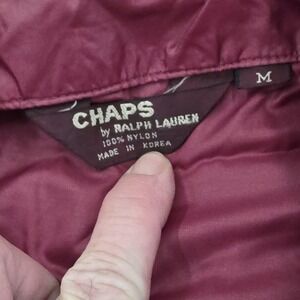 CHAPS
by RALPH LAUREN
100% NYLON
MADE IN KOREA
M